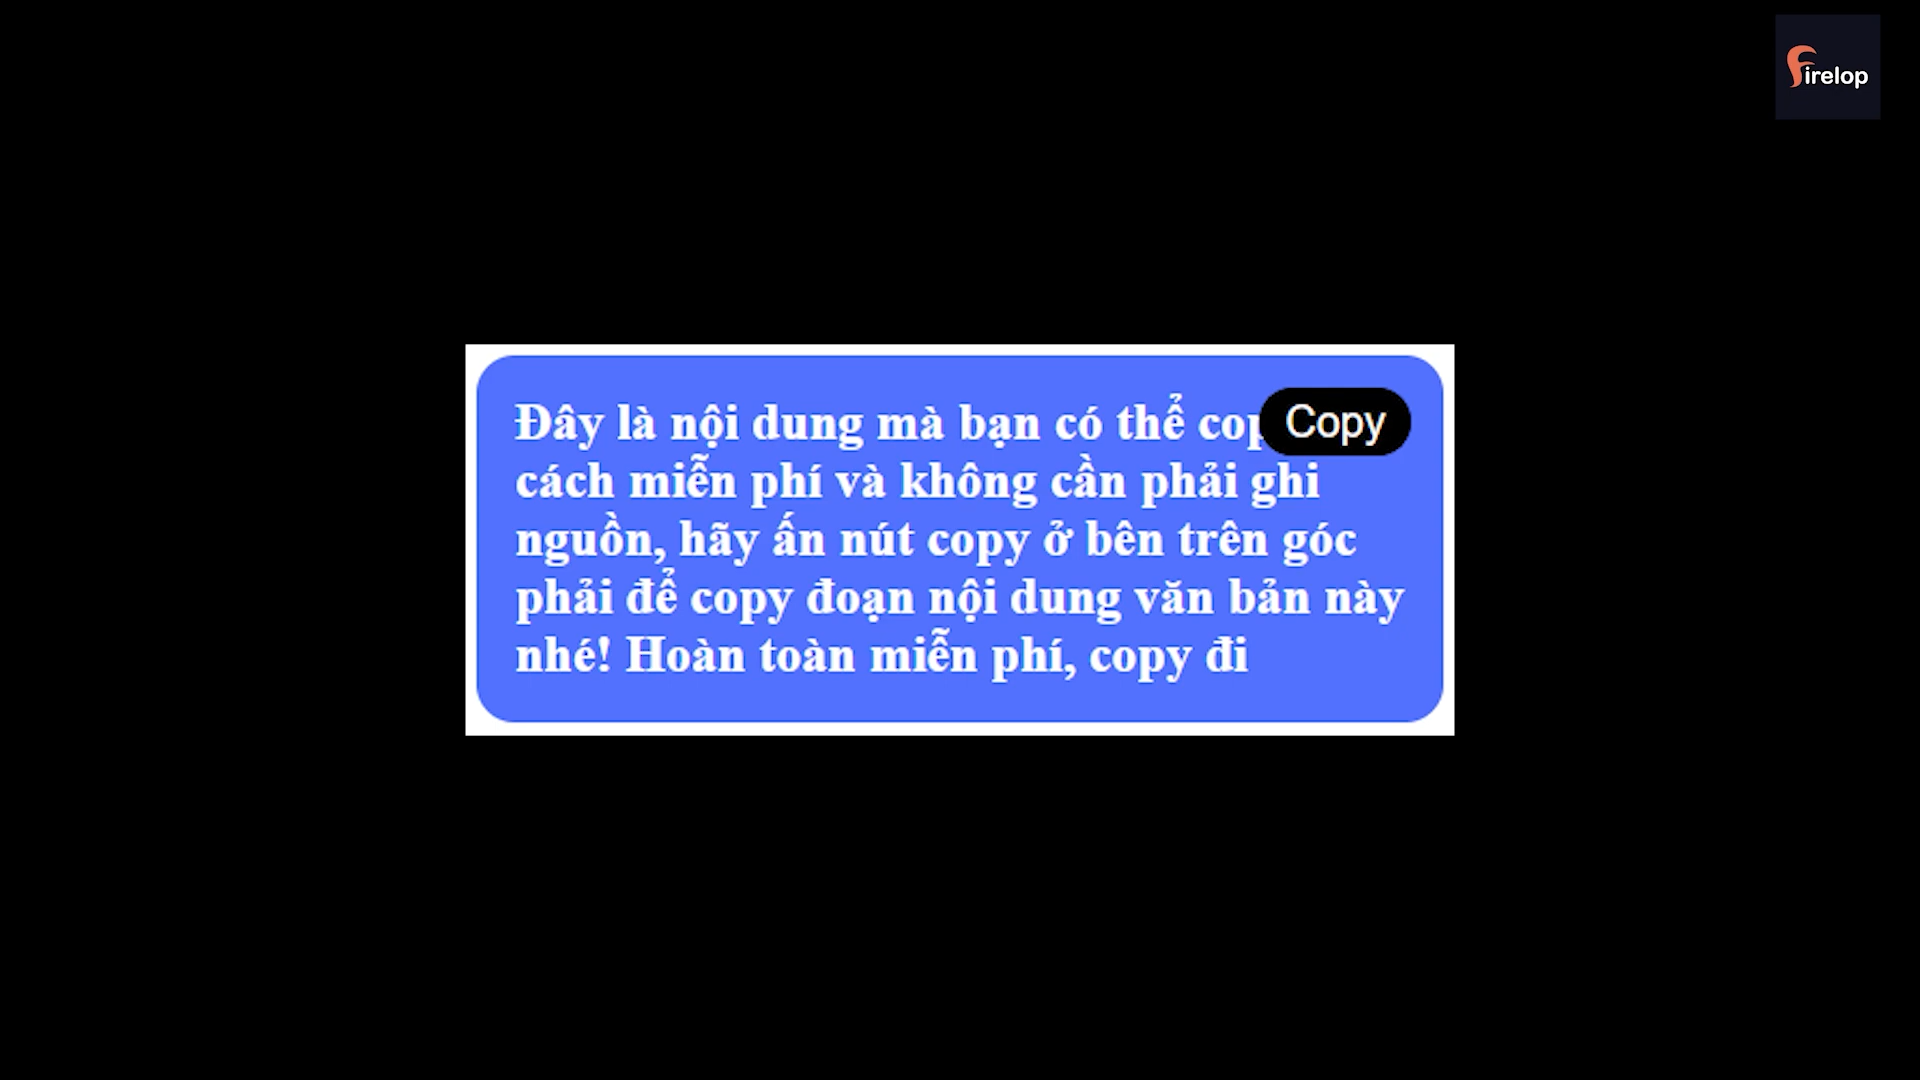 Firelop
Đây là nội dung mà bạn có thể
Copy
cách miễn phí và không cần phải ghi
nguồn, hãy ấn nút copy ở bên trên góc
phải để copy đoạn nội dung văn bản này
nhé! Hoàn toàn miễn phí, copy đi